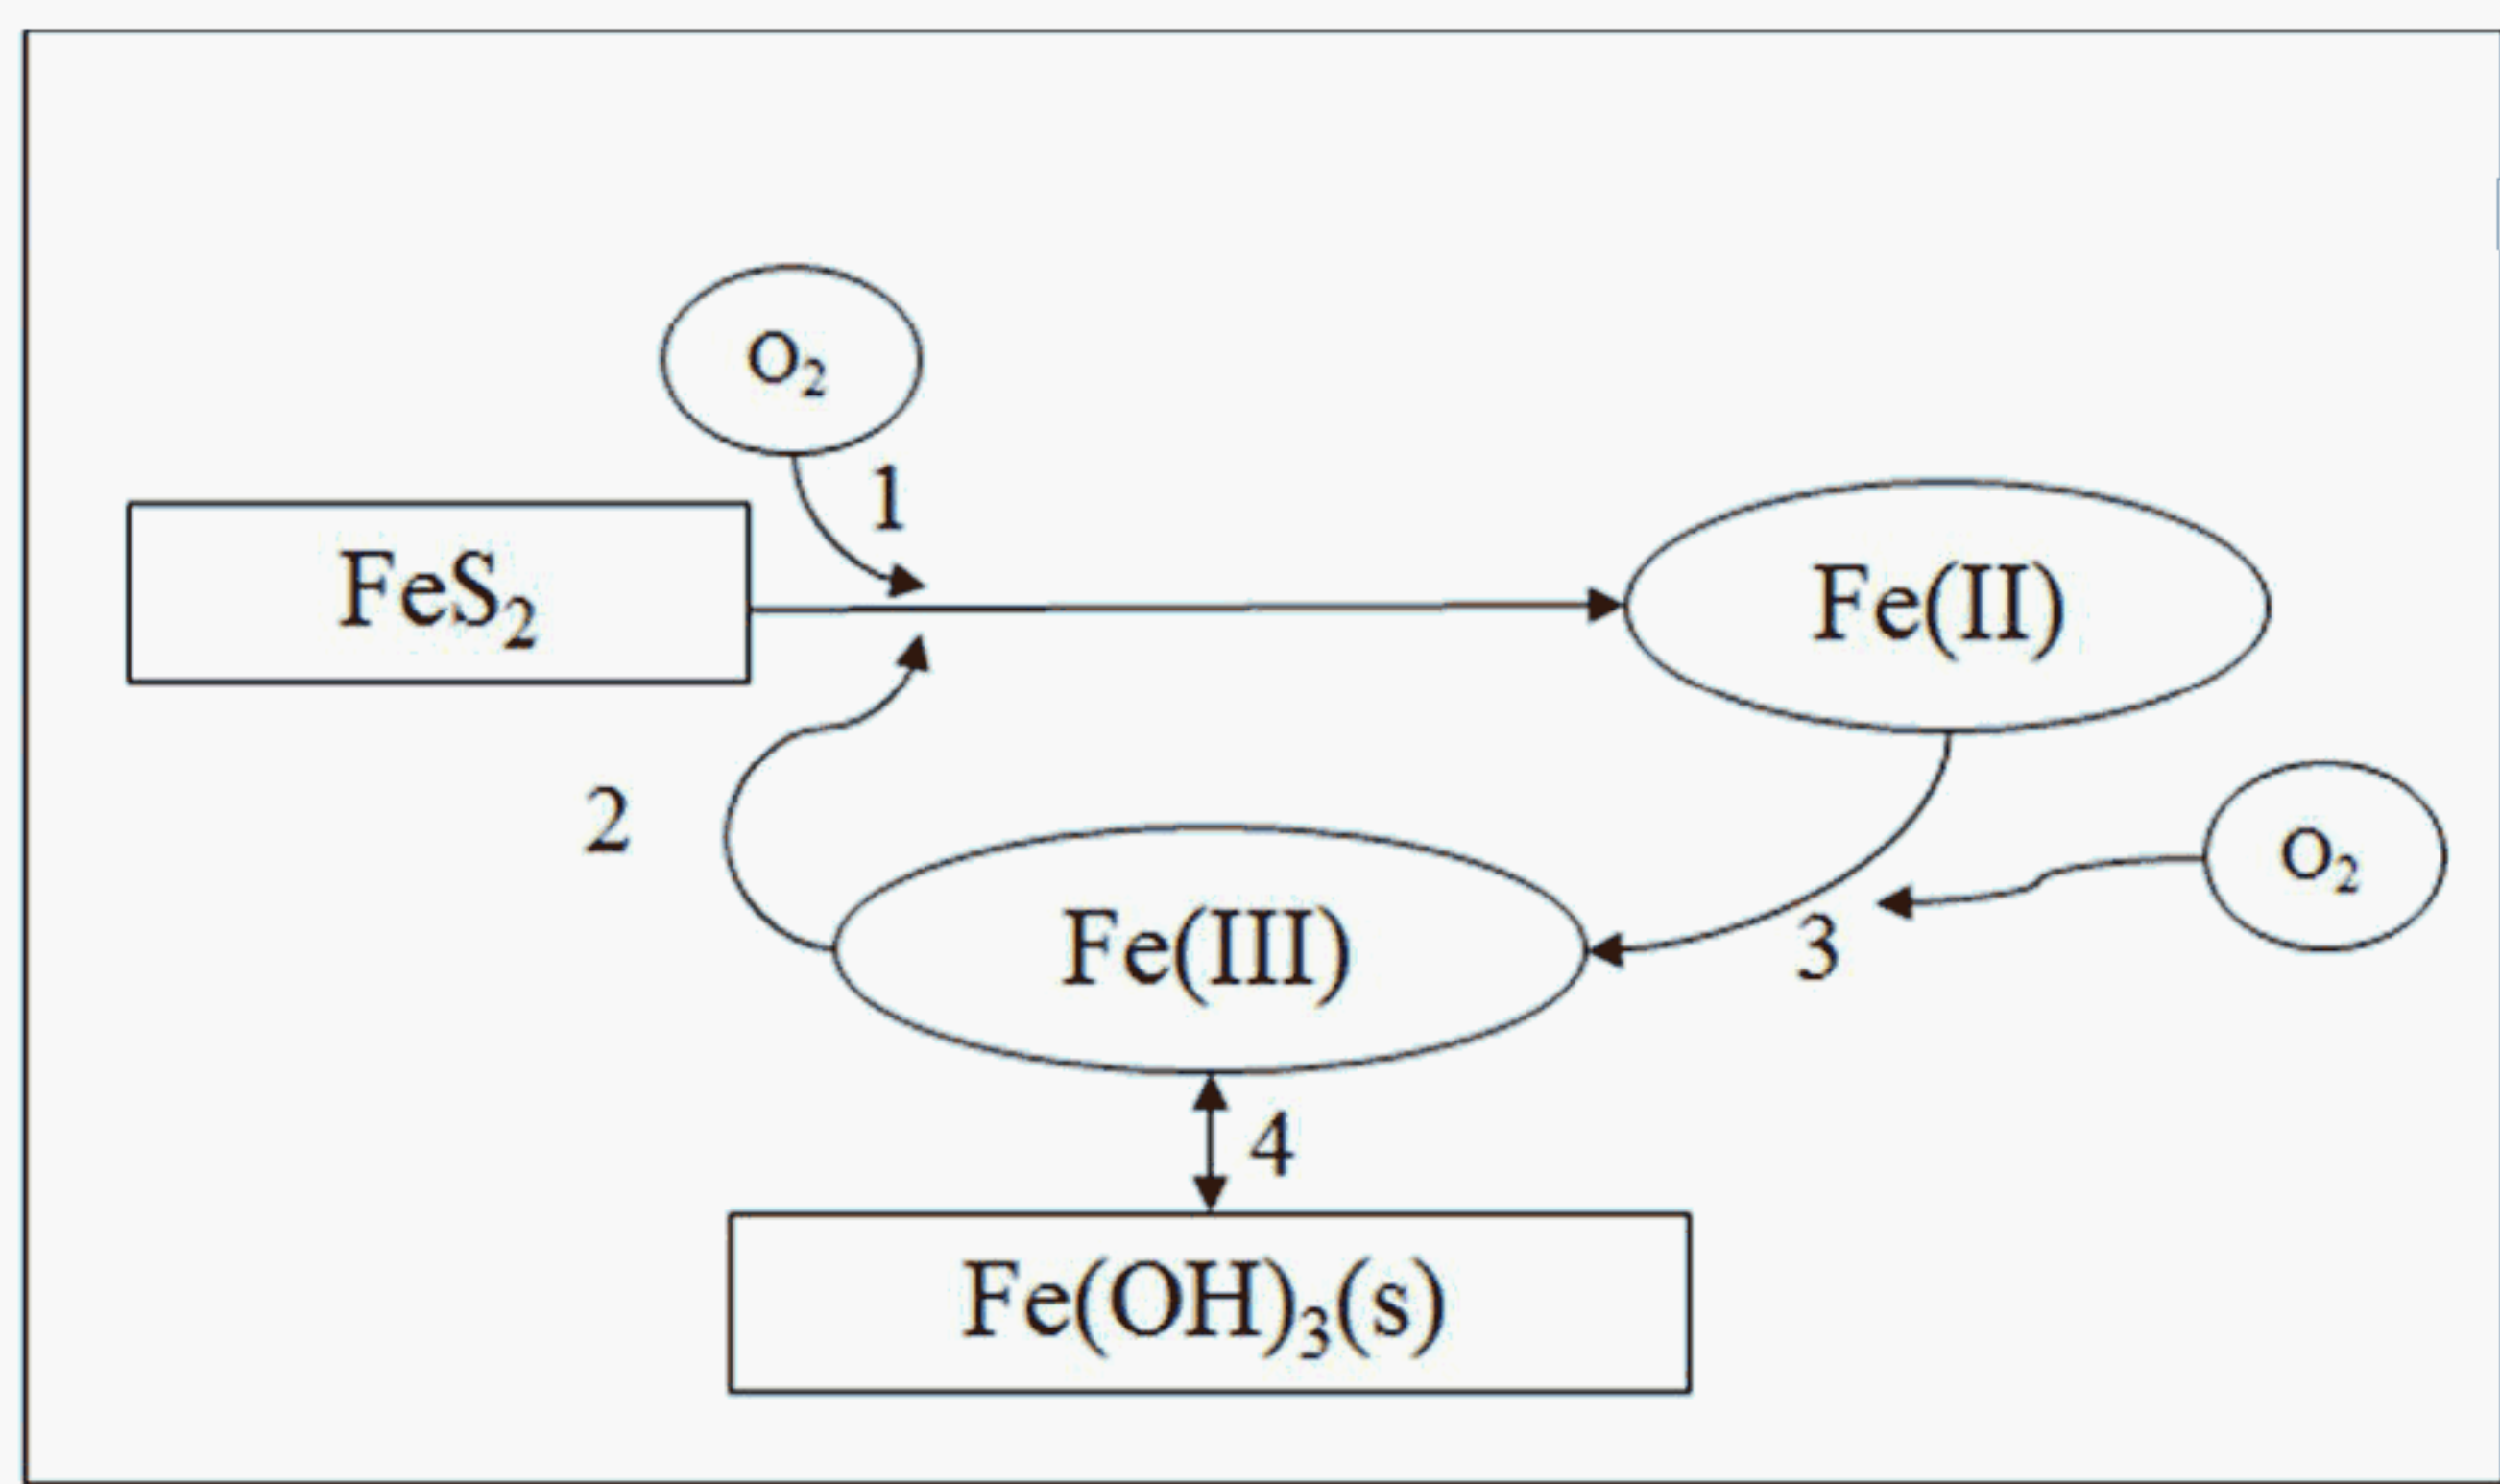 O₂
1
FeS₂
Fe(II)
2
O₂
Fe(III)
3
4
Fe(OH)₃(s)